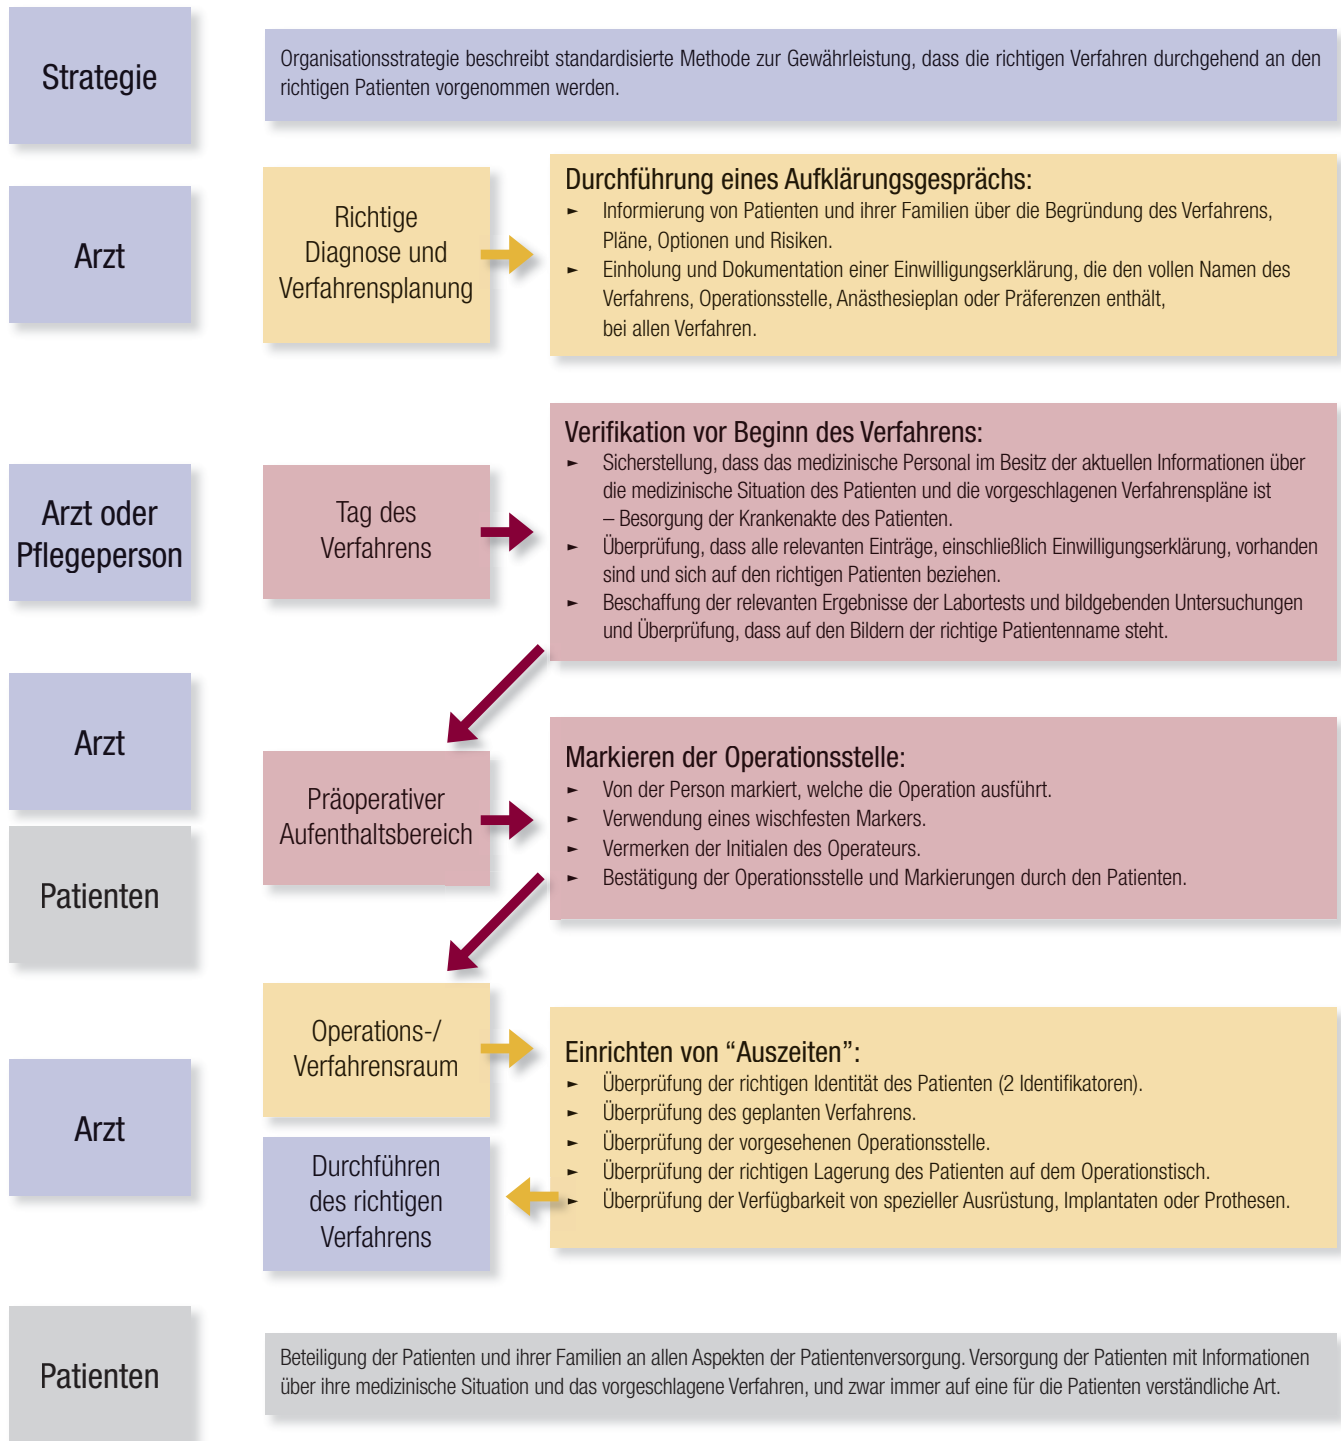 Strategie
Organisationsstrategie beschreibt standardisierte Methode zur Gewährleistung, dass die richtigen Verfahren durchgehend an den
richtigen Patienten vorgenommen werden.
Arzt
Richtige
Diagnose und
Verfahrensplanung
Durchführung eines Aufklärungsgesprächs:
► Informierung von Patienten und ihrer Familien über die Begründung des Verfahrens,
Pläne, Optionen und Risiken.
► Einholung und Dokumentation einer Einwilligungserklärung, die den vollen Namen des
Verfahrens, Operationsstelle, Anästhesieplan oder Präferenzen enthält,
bei allen Verfahren.
Arzt oder
Pflegeperson
Tag des
Verfahrens
Verifikation vor Beginn des Verfahrens:
► Sicherstellung, dass das medizinische Personal im Besitz der aktuellen Informationen über
die medizinische Situation des Patienten und die vorgeschlagenen Verfahrenspläne ist
– Besorgung der Krankenakte des Patienten.
► Überprüfung, dass alle relevanten Einträge, einschließlich Einwilligungserklärung, vorhanden
sind und sich auf den richtigen Patienten beziehen.
► Beschaffung der relevanten Ergebnisse der Labortests und bildgebenden Untersuchungen
und Überprüfung, dass auf den Bildern der richtige Patientenname steht.
Arzt
Patienten
Präoperativer
Aufenthaltsbereich
Markieren der Operationsstelle:
► Von der Person markiert, welche die Operation ausführt.
► Verwendung eines wischfesten Markers.
► Vermerken der Initialen des Operateurs.
► Bestätigung der Operationsstelle und Markierungen durch den Patienten.
Arzt
Operations-/
Verfahrensraum
Einrichten von “Auszeiten”:
► Überprüfung der richtigen Identität des Patienten (2 Identifikatoren).
► Überprüfung des geplanten Verfahrens.
► Überprüfung der vorgesehenen Operationsstelle.
► Überprüfung der richtigen Lagerung des Patienten auf dem Operationstisch.
► Überprüfung der Verfügbarkeit von spezieller Ausrüstung, Implantaten oder Prothesen.
Durchführen
des richtigen
Verfahrens
Patienten
Beteiligung der Patienten und ihrer Familien an allen Aspekten der Patientenversorgung. Versorgung der Patienten mit Informationen
über ihre medizinische Situation und das vorgeschlagene Verfahren, und zwar immer auf eine für die Patienten verständliche Art.